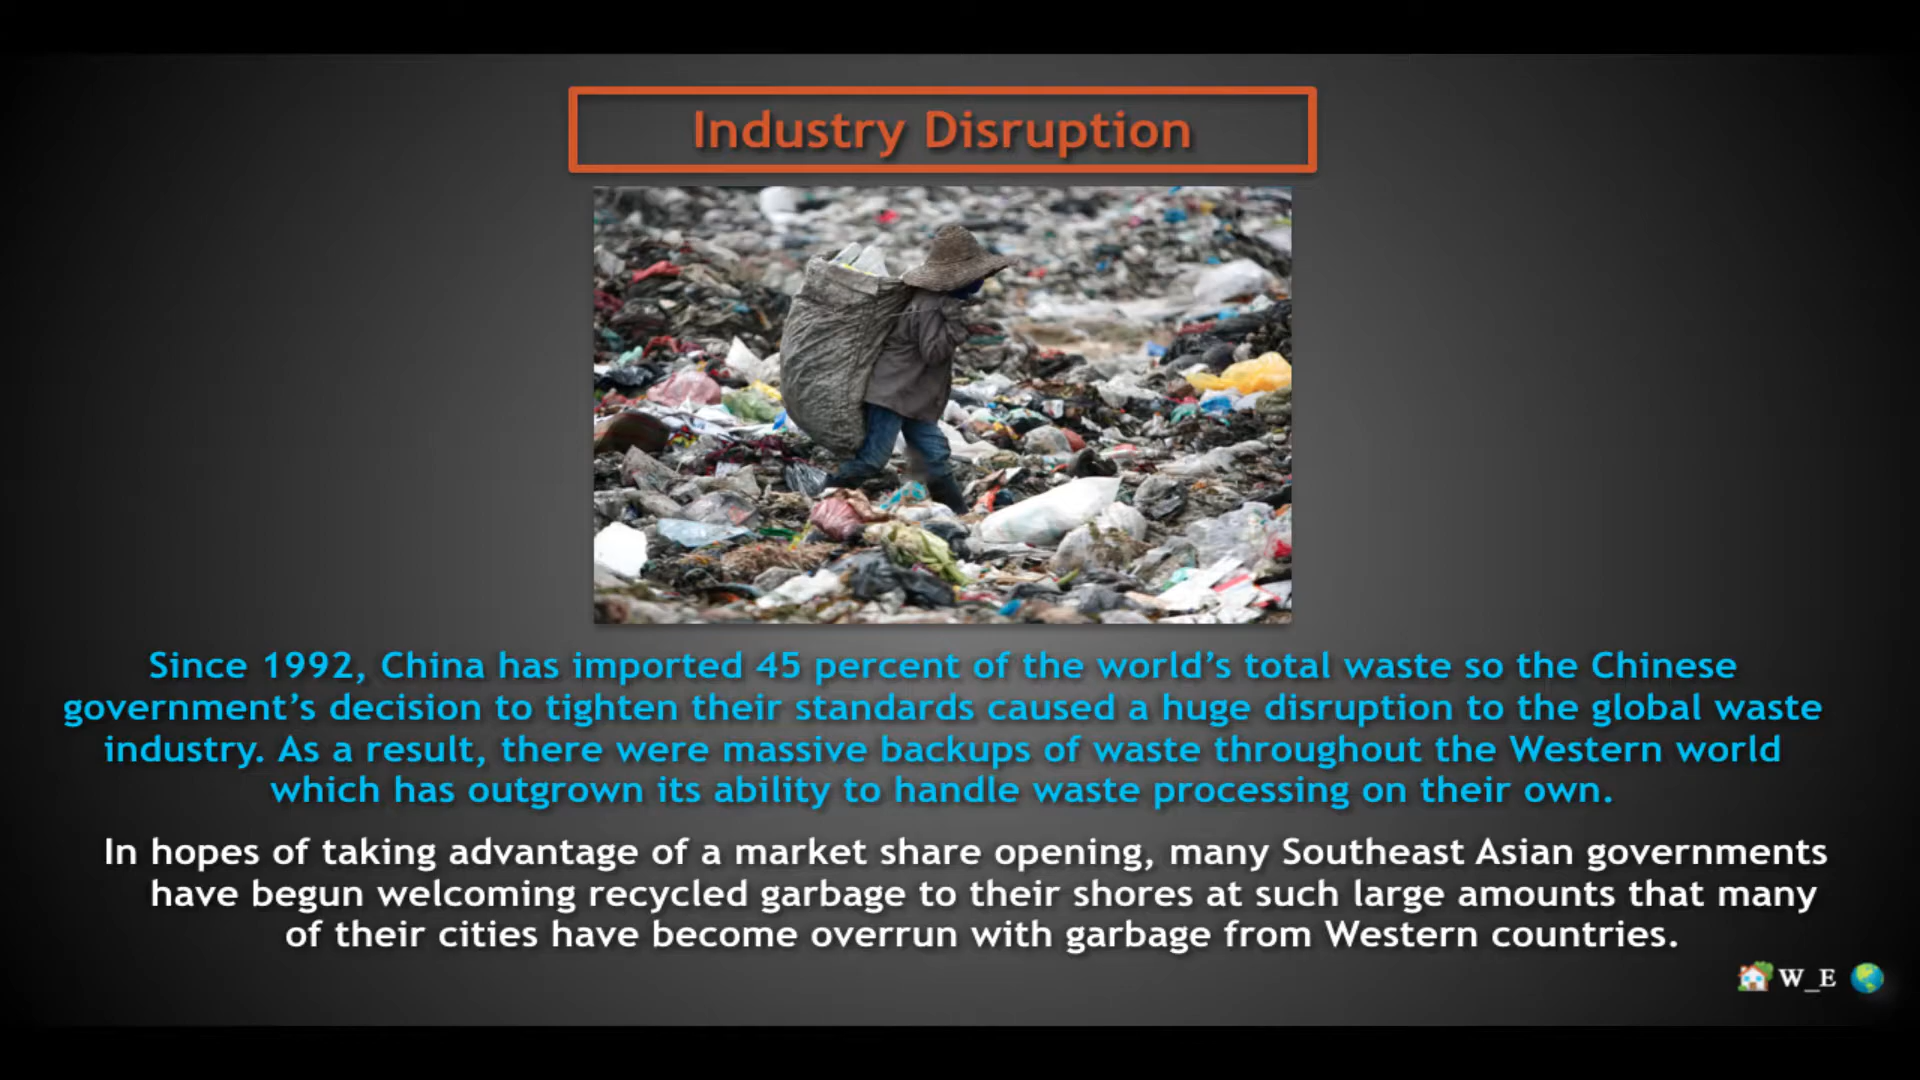 Industry Disruption
Since 1992, China has imported 45 percent of the world's total waste so the Chinese
government's decision to tighten their standards caused a huge disruption to the global waste
industry. As a result, there were massive backups of waste throughout the Western world
which has outgrown its ability to handle waste processing on their own.
In hopes of taking advantage of a market share opening, many Southeast Asian governments
have begun welcoming recycled garbage to their shores at such large amounts that many
of their cities have become overrun with garbage from Western countries.
W_E